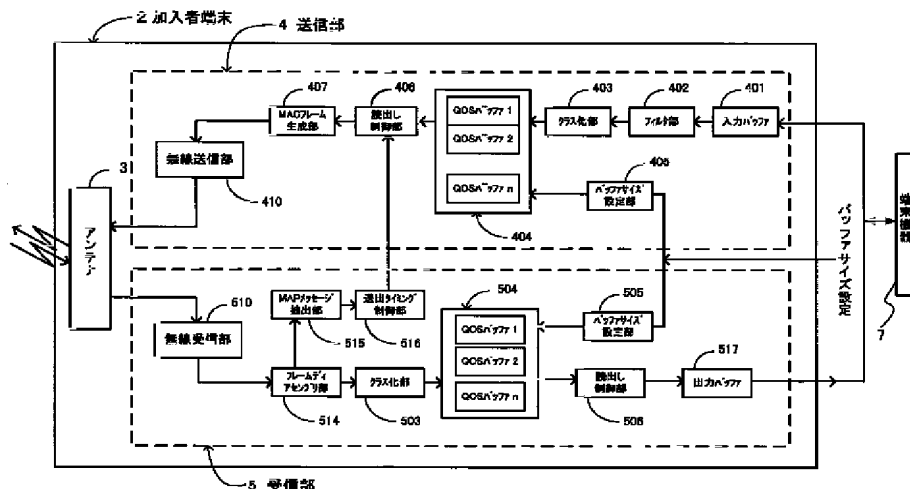 2 加入者端末
4 送信部
407
406
403
402
401
MACフレーム
生成部
読出し
制御部
QOSバッファ 1
QOSバッファ 2
QOSバッファ n
クラス化部
フィルタ部
入力バッファ
無線送信部
410
404
405
バッファサイズ
設定部
3
アンテナ
バッファサイズ設定
端末機器
7
510
無線受信部
MAPメッセージ
抽出部
515
送出タイミング
制御部
516
504
QOSバッファ 1
QOSバッファ 2
QOSバッファ n
505
バッファサイズ
設定部
517
フレームディ
アセンブリ部
514
クラス化部
503
読出し
制御部
506
出力バッファ
5 受信部